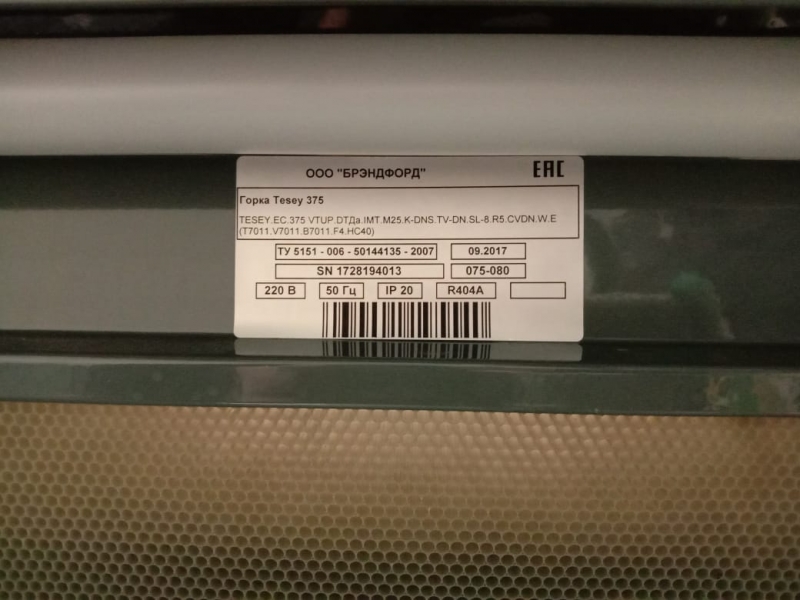 ООО "БРЭНДФОРД"
EAC
Горка Tesey 375
TESEY.EC.375 VTUP.DTДа.IMT.M25.K-DNS.TV-DN.SL-8.R5.CVDN.W.E
(T7011.V7011.B7011.F4.HC40)
ТУ 5151 - 006 - 50144135 - 2007 09.2017
SN 1728194013 075-080
220 В 50 Гц IP 20 R404A